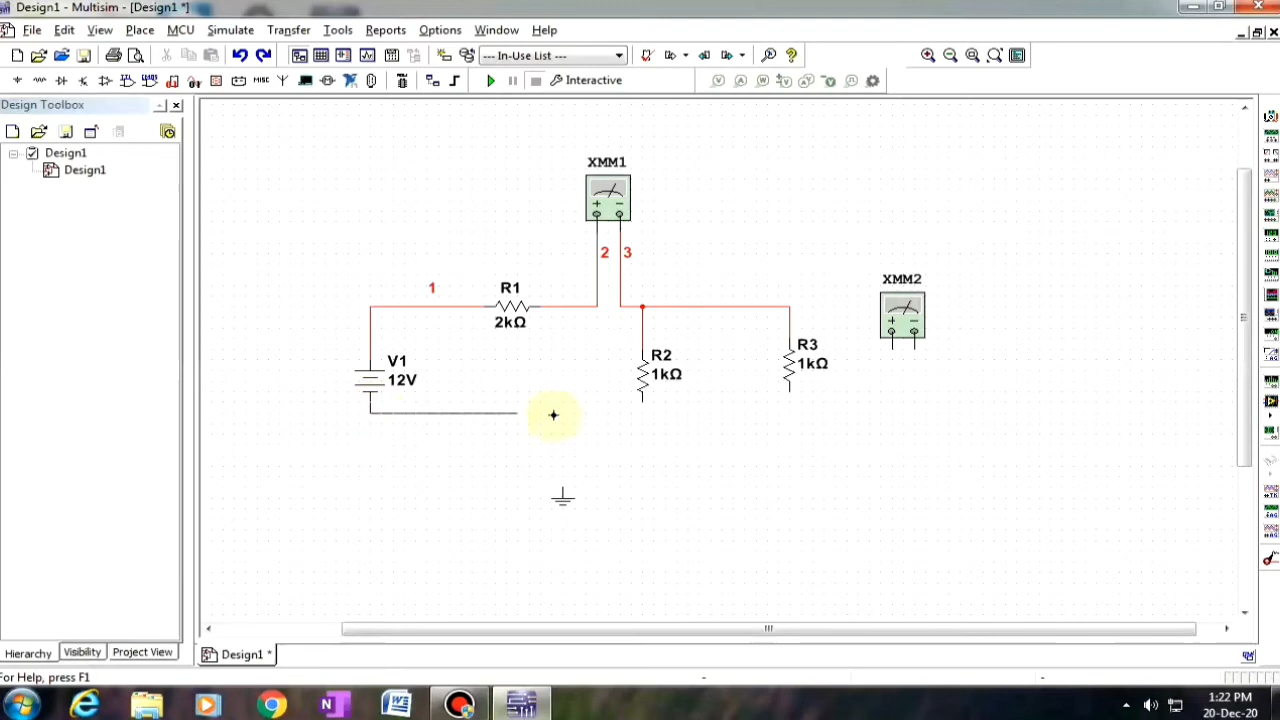 Design1 - Multisim - [Design1 *]
File Edit View Place MCU Simulate Transfer Tools Reports Options Window Help
--- In-Use List ---
Interactive
Design Toolbox
Design1
Design1
XMM1
2 3
XMM2
1 R1
2kΩ
R3
1kΩ
R2
1kΩ
V1
12V
Hierarchy Visibility Project View
Design1 *
For Help, press F1
- -
1:22 PM
20-Dec-20